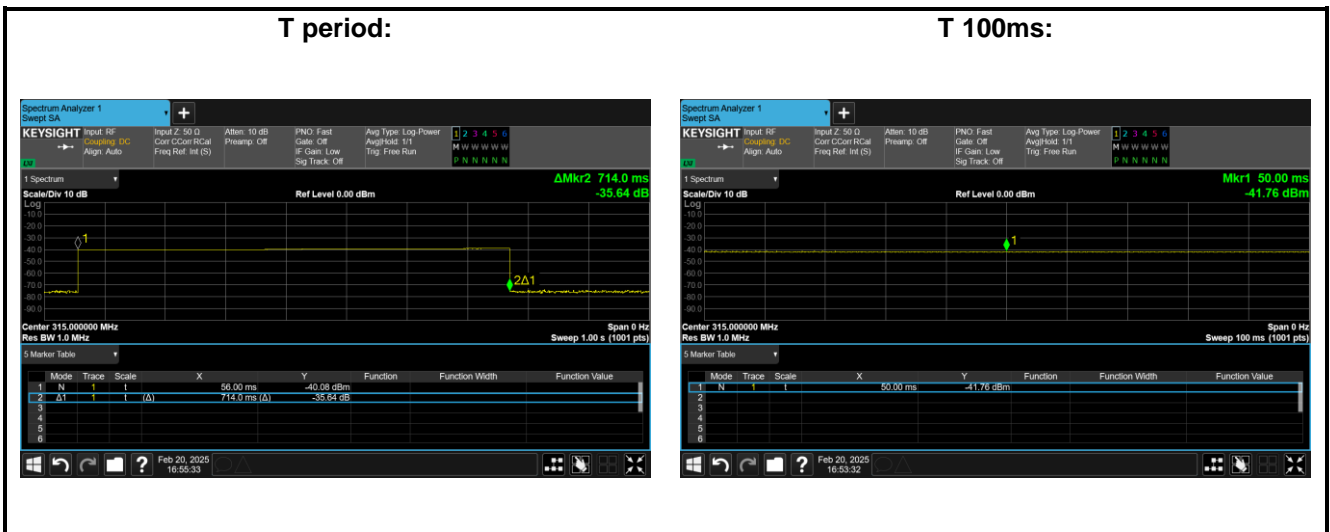 T period:
T 100ms:
Spectrum Analyzer 1
Swept SA
+
KEYSIGHT
Input: RF
Coupling: DC
Align: Auto
Input Z: 50 Ω
Corr CCorr RCal
Freq Ref: Int (S)
Atten: 10 dB
Preamp: Off
PNO: Fast
Gate: Off
IF Gain: Low
Sig Track: Off
Avg Type: Log-Power
Avg|Hold: 1/1
Trig: Free Run
1 2 3 4 5 6
M W W W W W
P N N N N N
LW
1 Spectrum
Scale/Div 10 dB
Ref Level 0.00 dBm
ΔMkr2 714.0 ms
-35.64 dB
Log
-10.0
-20.0
-30.0
-40.0
-50.0
-60.0
-70.0
-80.0
-90.0
1
2Δ1
Center 315.000000 MHz
Res BW 1.0 MHz
Span 0 Hz
Sweep 1.00 s (1001 pts)
5 Marker Table
Mode Trace Scale X Y Function Function Width Function Value
1 N 1 t 56.00 ms -40.08 dBm
2 Δ1 1 t (Δ) 714.0 ms (Δ) -35.64 dB
3
4
5
6
?
Feb 20, 2025
16:55:33
Spectrum Analyzer 1
Swept SA
+
KEYSIGHT
Input: RF
Coupling: DC
Align: Auto
Input Z: 50 Ω
Corr CCorr RCal
Freq Ref: Int (S)
Atten: 10 dB
Preamp: Off
PNO: Fast
Gate: Off
IF Gain: Low
Sig Track: Off
Avg Type: Log-Power
Avg|Hold: 1/1
Trig: Free Run
1 2 3 4 5 6
M W W W W W
P N N N N N
1 Spectrum
Scale/Div 10 dB
Ref Level 0.00 dBm
Mkr1 50.00 ms
-41.76 dBm
Log
-10.0
-20.0
-30.0
-40.0
-50.0
-60.0
-70.0
-80.0
-90.0
1
Center 315.000000 MHz
Res BW 1.0 MHz
Span 0 Hz
Sweep 100 ms (1001 pts)
5 Marker Table
Mode Trace Scale X Y Function Function Width Function Value
1 N 1 t 50.00 ms -41.76 dBm
2
3
4
5
6
?
Feb 20, 2025
16:53:32